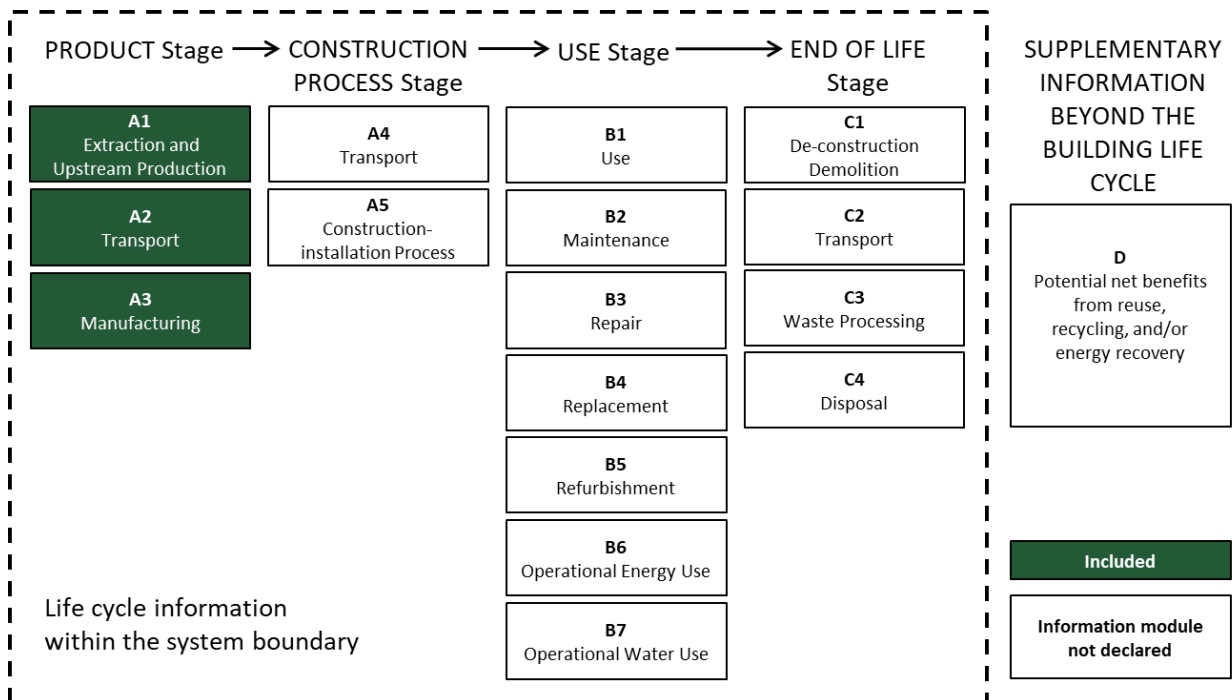 PRODUCT Stage
CONSTRUCTION
PROCESS Stage
USE Stage
END OF LIFE
Stage
SUPPLEMENTARY
INFORMATION
BEYOND THE
BUILDING LIFE
CYCLE
A1
Extraction and
Upstream Production
A2
Transport
A3
Manufacturing
A4
Transport
A5
Construction-
installation Process
B1
Use
B2
Maintenance
B3
Repair
B4
Replacement
B5
Refurbishment
B6
Operational Energy Use
B7
Operational Water Use
C1
De-construction
Demolition
C2
Transport
C3
Waste Processing
C4
Disposal
D
Potential net benefits
from reuse,
recycling, and/or
energy recovery
Life cycle information
within the system boundary
Included
Information module
not declared